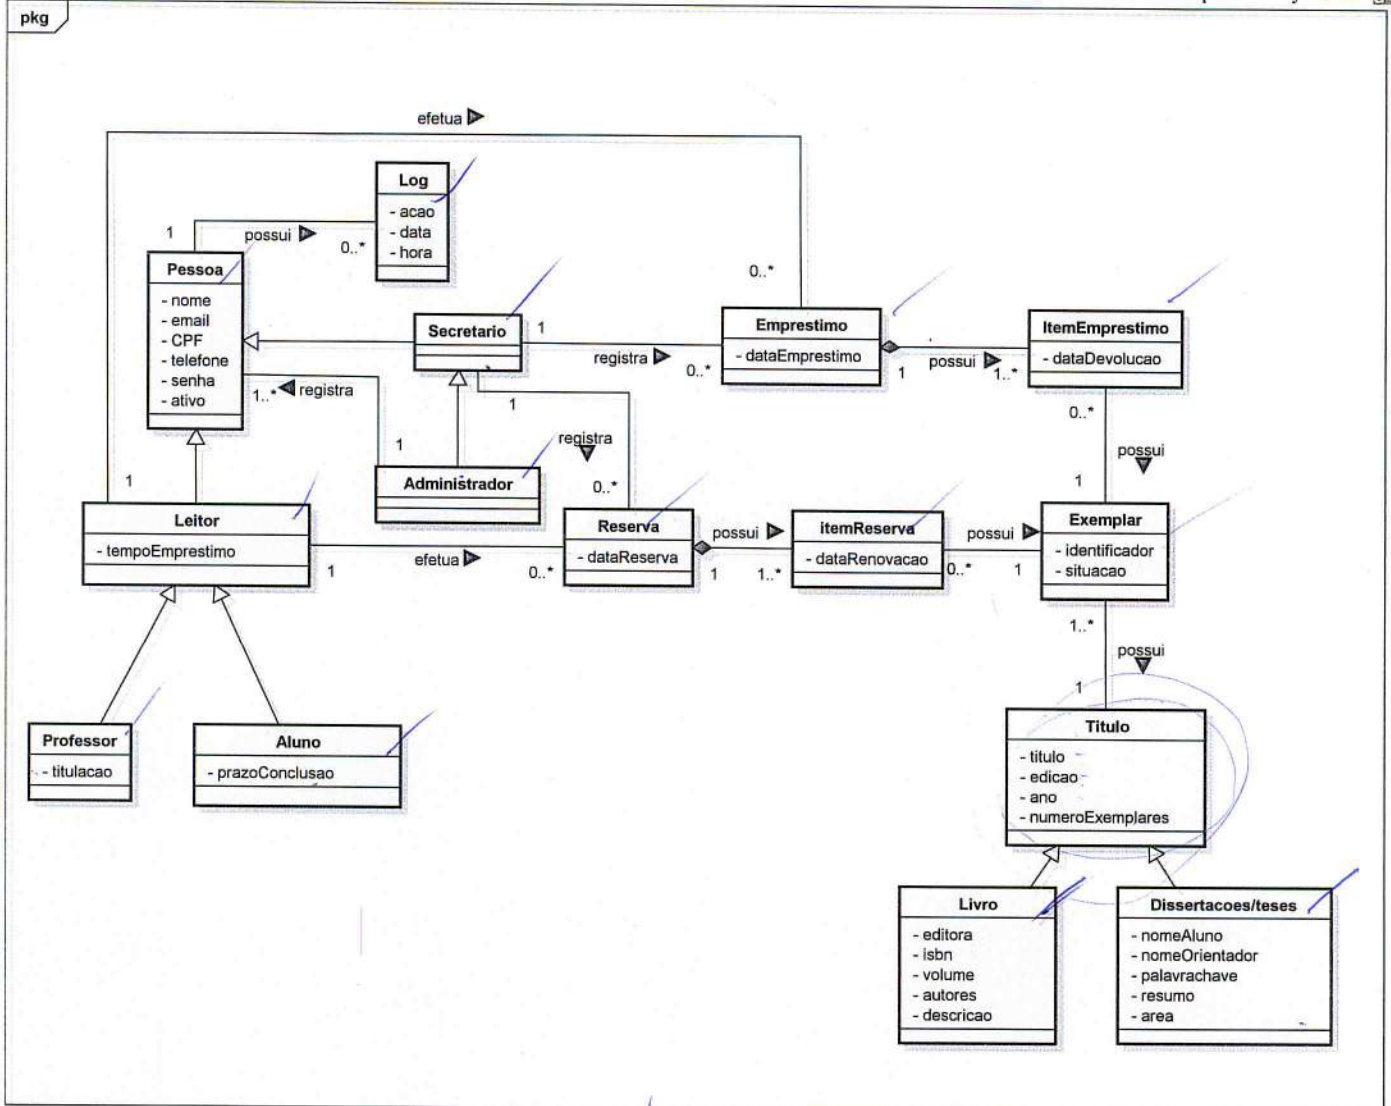 pkg
efetua
Log
- acao
- data
- hora
1
possui
0..*
Pessoa
- nome
- email
- CPF
- telefone
- senha
- ativo
Secretario
1
registra
0..*
0..*
Emprestimo
- dataEmprestimo
1
possui
1..*
ItemEmprestimo
- dataDevolucao
1..*
registra
1
1
registra
0..*
0..*
possui
1
1
Administrador
Leitor
- tempoEmprestimo
1
efetua
0..*
Reserva
- dataReserva
possui
1
1..*
itemReserva
- dataRenovacao
possui
0..*
1
Exemplar
- identificador
- situacao
1..*
possui
1
Professor
- titulacao
Aluno
- prazoConclusao
Titulo
- titulo
- edicao
- ano
- numeroExemplares
Livro
- editora
- isbn
- volume
- autores
- descricao
Dissertacoes/teses
- nomeAluno
- nomeOrientador
- palavrachave
- resumo
- area